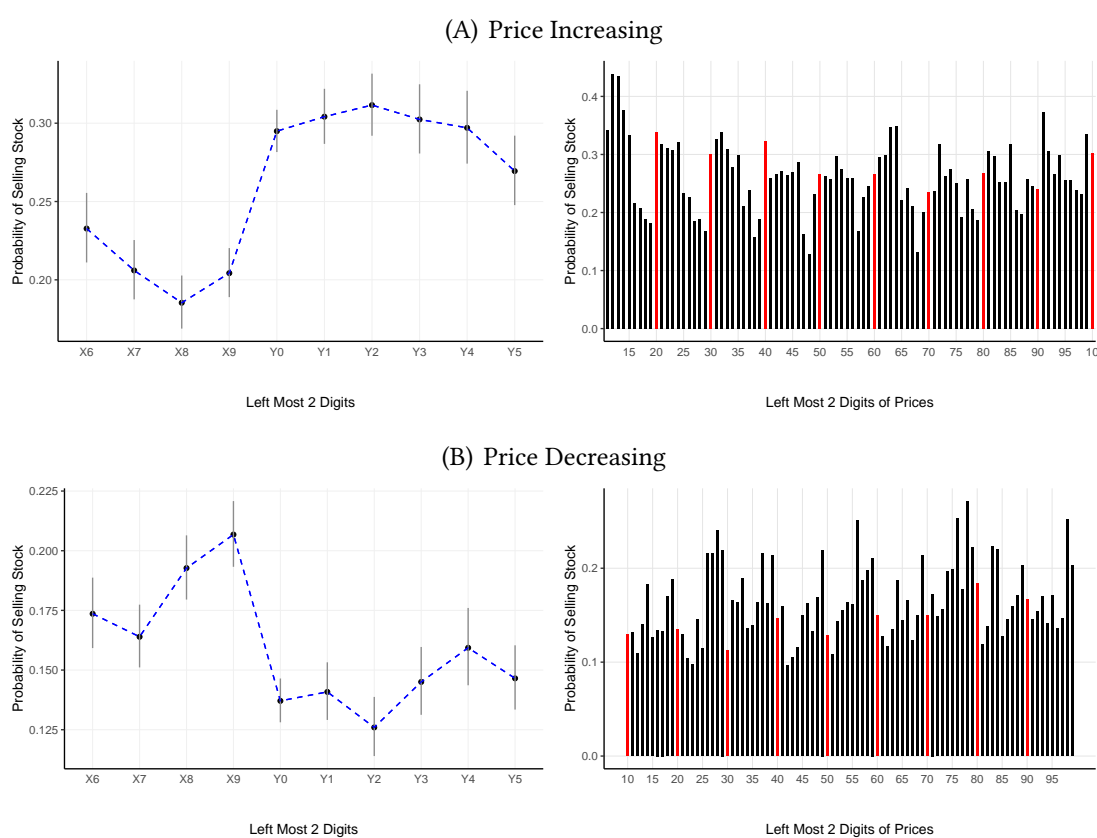 (A) Price Increasing
Probability of Selling Stock
0.30
0.25
0.20
X6 X7 X8 X9 Y0 Y1 Y2 Y3 Y4 Y5
Left Most 2 Digits
Probability of Selling Stock
0.4
0.3
0.2
0.1
0.0
15 20 25 30 35 40 45 50 55 60 65 70 75 80 85 90 95 10
Left Most 2 Digits of Prices
(B) Price Decreasing
Probability of Selling Stock
0.225
0.200
0.175
0.150
0.125
X6 X7 X8 X9 Y0 Y1 Y2 Y3 Y4 Y5
Left Most 2 Digits
Probability of Selling Stock
0.2
0.1
0.0
10 15 20 25 30 35 40 45 50 55 60 65 70 75 80 85 90 95
Left Most 2 Digits of Prices